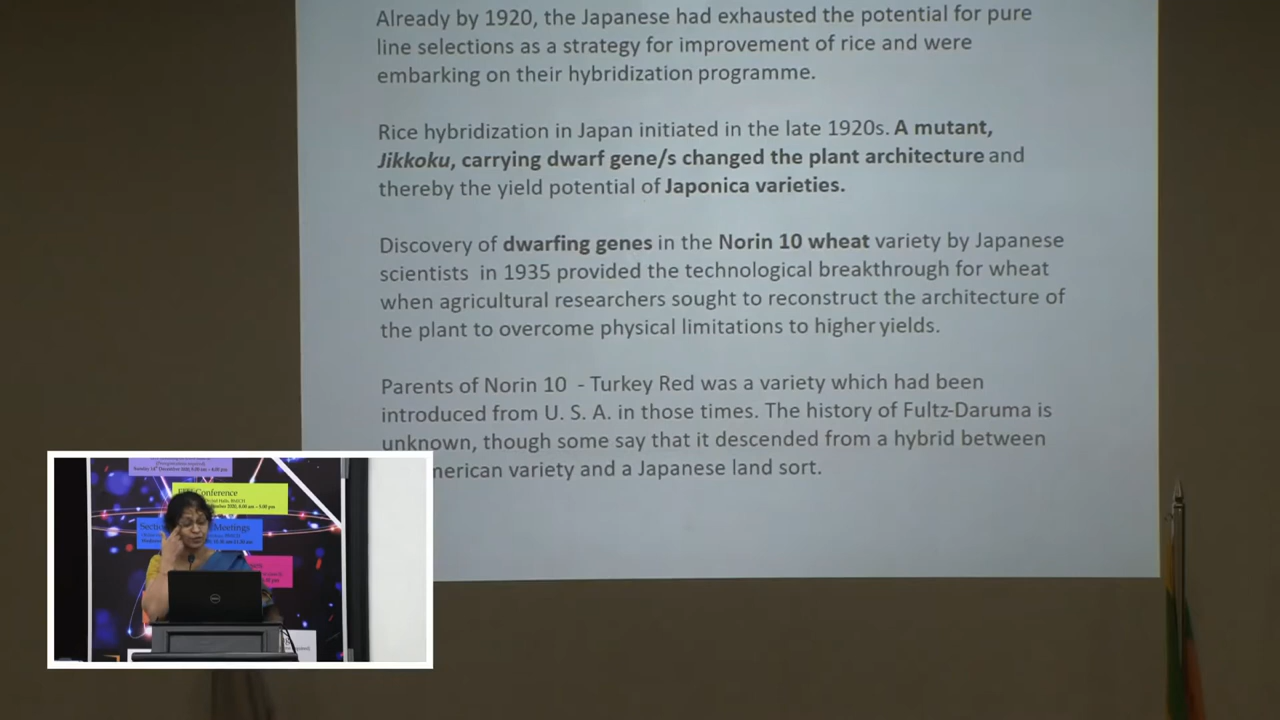 Already by 1920, the Japanese had exhausted the potential for pure
line selections as a strategy for improvement of rice and were
embarking on their hybridization programme.
Rice hybridization in Japan initiated in the late 1920s. A mutant,
Jikkoku, carrying dwarf gene/s changed the plant architecture and
thereby the yield potential of Japonica varieties.
Discovery of dwarfing genes in the Norin 10 wheat variety by Japanese
scientists in 1935 provided the technological breakthrough for wheat
when agricultural researchers sought to reconstruct the architecture of
the plant to overcome physical limitations to higher yields.
Parents of Norin 10 - Turkey Red was a variety which had been
introduced from U. S. A. in those times. The history of Fultz-Daruma is
unknown, though some say that it descended from a hybrid between
merican variety and a Japanese land sort.
Conference
Meetings
DELL